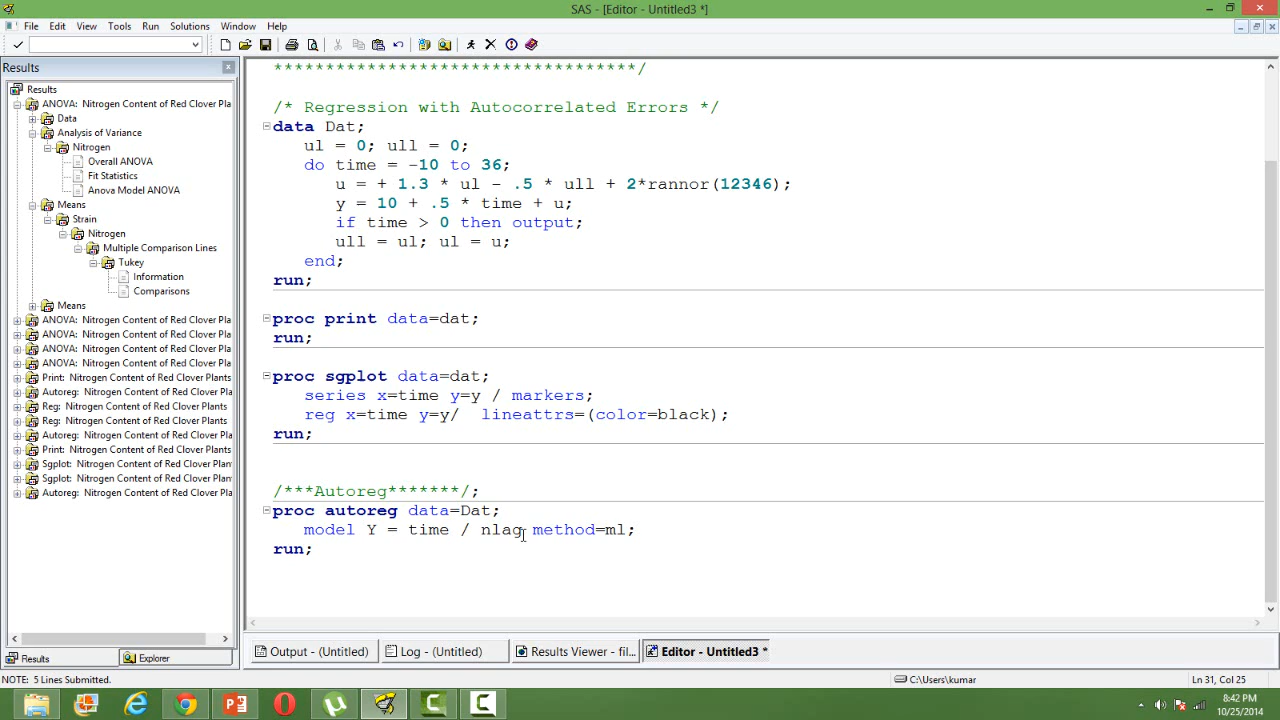 SAS - [Editor - Untitled3 *]
File Edit View Tools Run Solutions Window Help
Results
Results
ANOVA: Nitrogen Content of Red Clover Pla
Data
Analysis of Variance
Nitrogen
Overall ANOVA
Fit Statistics
Anova Model ANOVA
Means
Strain
Nitrogen
Multiple Comparison Lines
Tukey
Information
Comparisons
Means
ANOVA: Nitrogen Content of Red Clover Pla
ANOVA: Nitrogen Content of Red Clover Pla
ANOVA: Nitrogen Content of Red Clover Pla
ANOVA: Nitrogen Content of Red Clover Pla
Print: Nitrogen Content of Red Clover Plants
Autoreg: Nitrogen Content of Red Clover Pla
Reg: Nitrogen Content of Red Clover Plants
Reg: Nitrogen Content of Red Clover Plants
Autoreg: Nitrogen Content of Red Clover Pla
Print: Nitrogen Content of Red Clover Plants
Sgplot: Nitrogen Content of Red Clover Plan
Sgplot: Nitrogen Content of Red Clover Plan
Autoreg: Nitrogen Content of Red Clover Pla
***********************************/
/* Regression with Autocorrelated Errors */
data Dat;
ul = 0; ull = 0;
do time = -10 to 36;
u = + 1.3 * ul - .5 * ull + 2*rannor(12346);
y = 10 + .5 * time + u;
if time > 0 then output;
ull = ul; ul = u;
end;
run;
proc print data=dat;
run;
proc sgplot data=dat;
series x=time y=y / markers;
reg x=time y=y/  lineattrs=(color=black);
run;
/***Autoreg*******/;
proc autoreg data=Dat;
model Y = time / nlag method=ml;
run;
Results Explorer
Output - (Untitled) Log - (Untitled) Results Viewer - fil... Editor - Untitled3 *
NOTE: 5 Lines Submitted. C:\Users\kumar Ln 31, Col 25
8:42 PM
10/25/2014